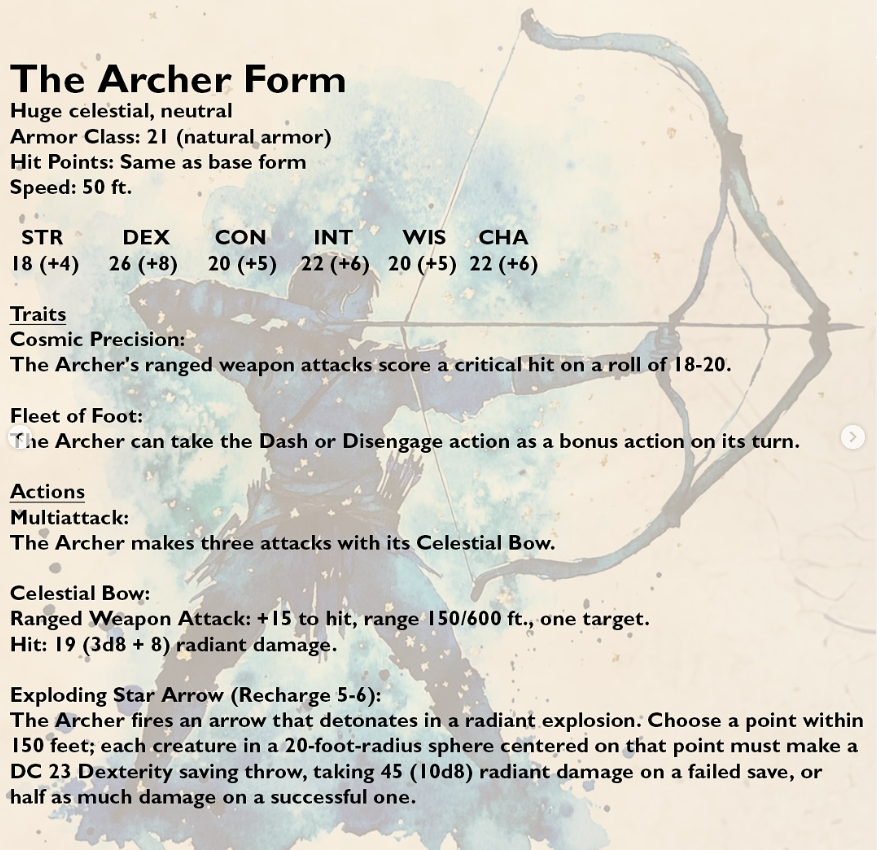 The Archer Form
Huge celestial, neutral
Armor Class: 21 (natural armor)
Hit Points: Same as base form
Speed: 50 ft.
STR DEX CON INT WIS CHA
18 (+4) 26 (+8) 20 (+5) 22 (+6) 20 (+5) 22 (+6)
Traits
Cosmic Precision:
The Archer's ranged weapon attacks score a critical hit on a roll of 18-20.
Fleet of Foot:
The Archer can take the Dash or Disengage action as a bonus action on its turn.
Actions
Multiattack:
The Archer makes three attacks with its Celestial Bow.
Celestial Bow:
Ranged Weapon Attack: +15 to hit, range 150/600 ft., one target.
Hit: 19 (3d8 + 8) radiant damage.
Exploding Star Arrow (Recharge 5-6):
The Archer fires an arrow that detonates in a radiant explosion. Choose a point within
150 feet; each creature in a 20-foot-radius sphere centered on that point must make a
DC 23 Dexterity saving throw, taking 45 (10d8) radiant damage on a failed save, or
half as much damage on a successful one.